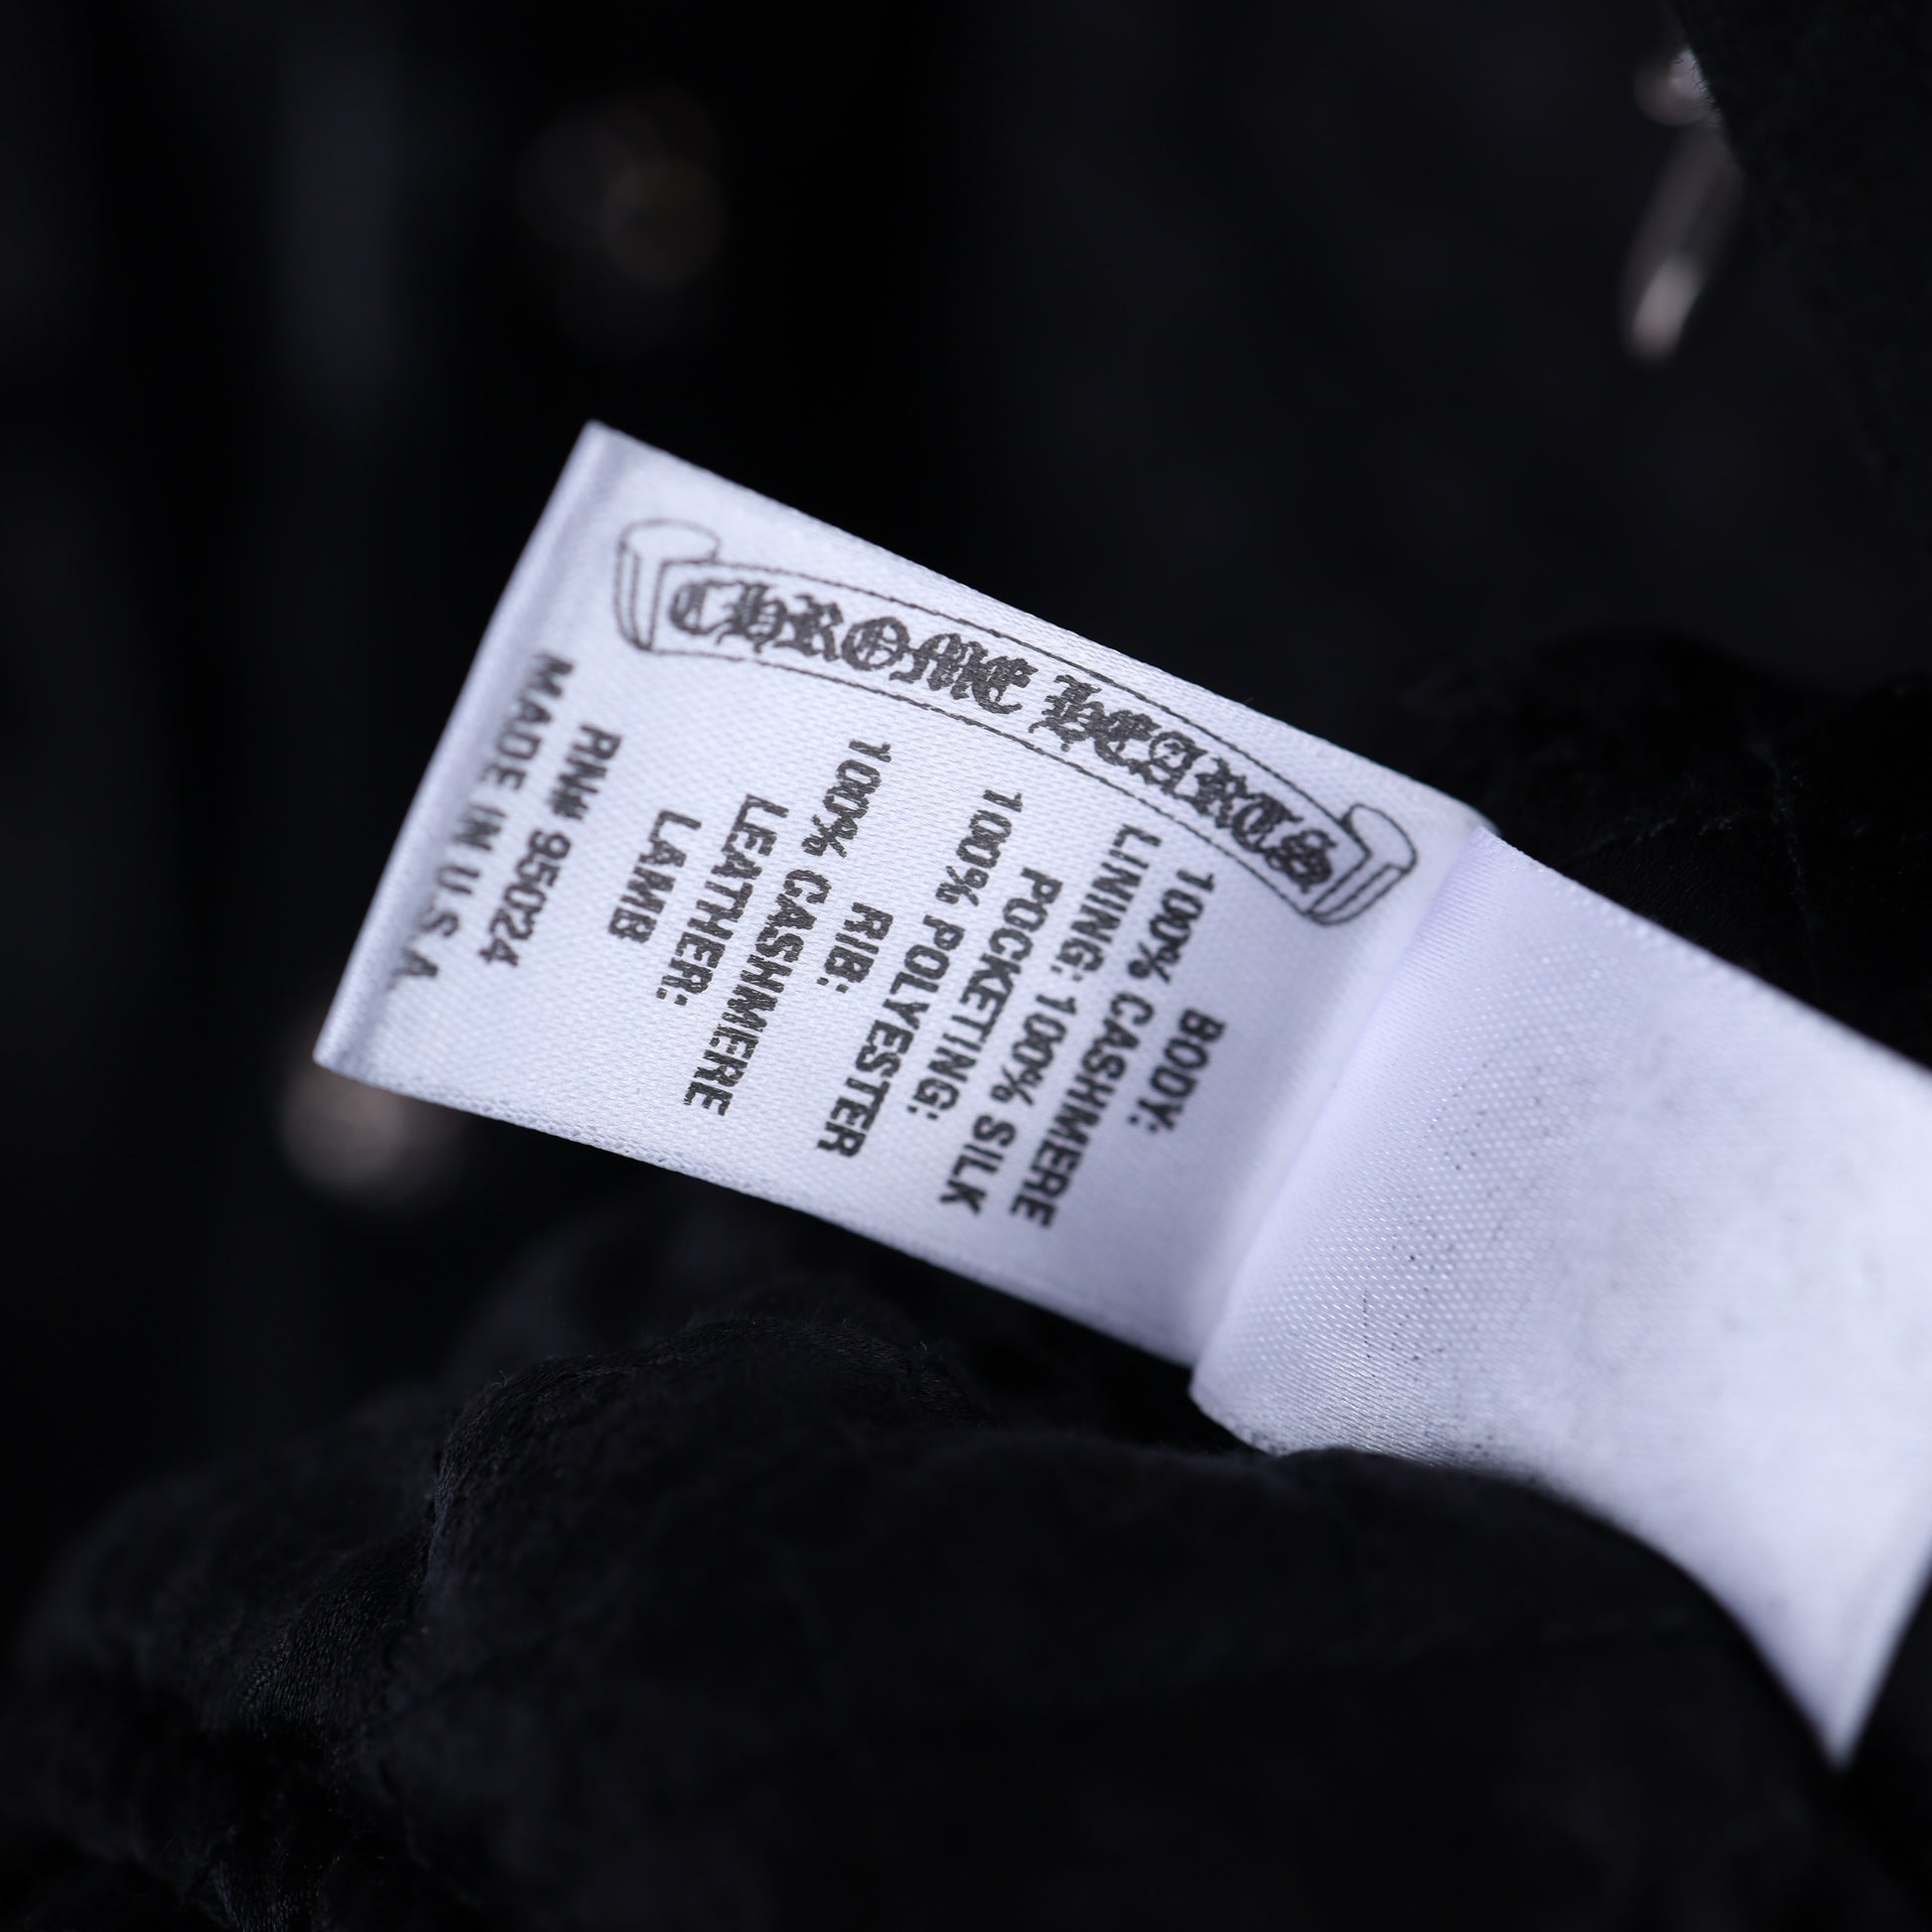 CHROME HEARTS
BODY:
100% CASHMERE
LINING: 100% SILK
POCKETING:
100% POLYESTER
RIB:
100% CASHMERE
LEATHER:
LAMB
RN# 95024
MADE IN U.S.A